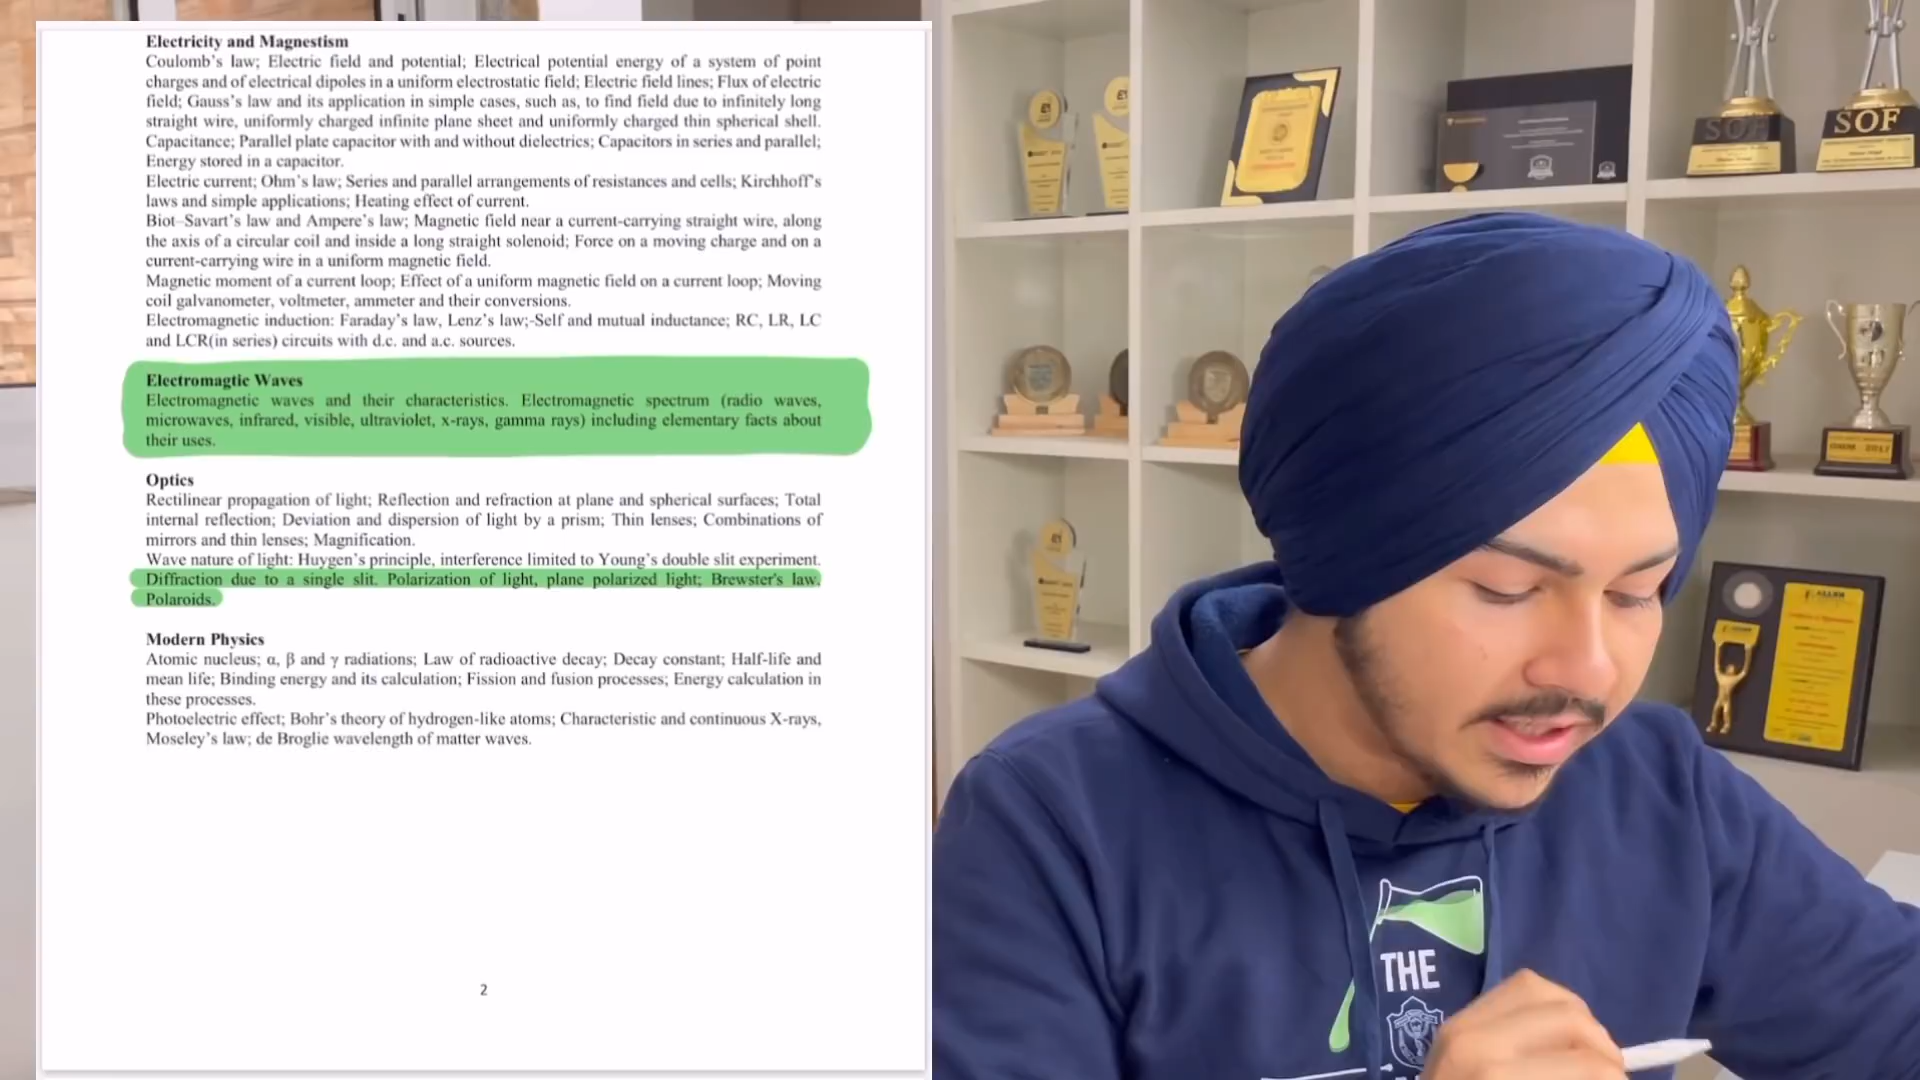 Electricity and Magnestism
Coulomb's law; Electric field and potential; Electrical potential energy of a system of point
charges and of electrical dipoles in a uniform electrostatic field; Electric field lines; Flux of electric
field; Gauss's law and its application in simple cases, such as, to find field due to infinitely long
straight wire, uniformly charged infinite plane sheet and uniformly charged thin spherical shell.
Capacitance; Parallel plate capacitor with and without dielectrics; Capacitors in series and parallel;
Energy stored in a capacitor.
Electric current; Ohm's law; Series and parallel arrangements of resistances and cells; Kirchhoff's
laws and simple applications; Heating effect of current.
Biot–Savart's law and Ampere's law; Magnetic field near a current-carrying straight wire, along
the axis of a circular coil and inside a long straight solenoid; Force on a moving charge and on a
current-carrying wire in a uniform magnetic field.
Magnetic moment of a current loop; Effect of a uniform magnetic field on a current loop; Moving
coil galvanometer, voltmeter, ammeter and their conversions.
Electromagnetic induction: Faraday's law, Lenz's law;-Self and mutual inductance; RC, LR, LC
and LCR(in series) circuits with d.c. and a.c. sources.
Electromagtic Waves
Electromagnetic waves and their characteristics. Electromagnetic spectrum (radio waves,
microwaves, infrared, visible, ultraviolet, x-rays, gamma rays) including elementary facts about
their uses.
Optics
Rectilinear propagation of light; Reflection and refraction at plane and spherical surfaces; Total
internal reflection; Deviation and dispersion of light by a prism; Thin lenses; Combinations of
mirrors and thin lenses; Magnification.
Wave nature of light: Huygen's principle, interference limited to Young's double slit experiment.
Diffraction due to a single slit. Polarization of light, plane polarized light; Brewster's law,
Polaroids.
Modern Physics
Atomic nucleus; α, β and γ radiations; Law of radioactive decay; Decay constant; Half-life and
mean life; Binding energy and its calculation; Fission and fusion processes; Energy calculation in
these processes.
Photoelectric effect; Bohr's theory of hydrogen-like atoms; Characteristic and continuous X-rays,
Moseley's law; de Broglie wavelength of matter waves.
2
SOF
SOF
ALLEN
THE